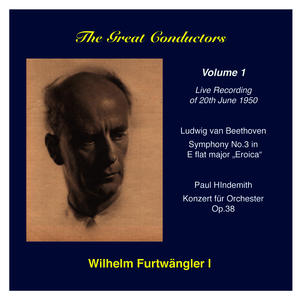 The Great Conductors
Volume 1
Live Recording
of 20th June 1950
Ludwig van Beethoven
Symphony No.3 in
E flat major „Eroica“
Paul HIndemith
Konzert für Orchester
Op.38
Wilhelm Furtwängler I